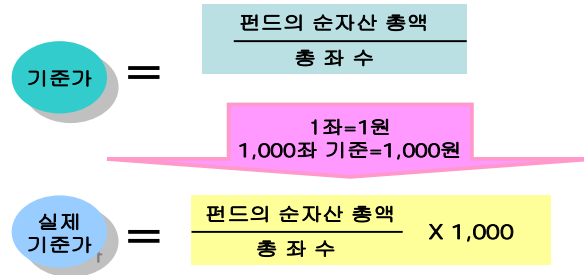 기준가
=
펀드의 순자산 총액
총 좌 수
1좌=1원
1,000좌 기준=1,000원
실제
기준가
=
펀드의 순자산 총액
총 좌 수
X 1,000